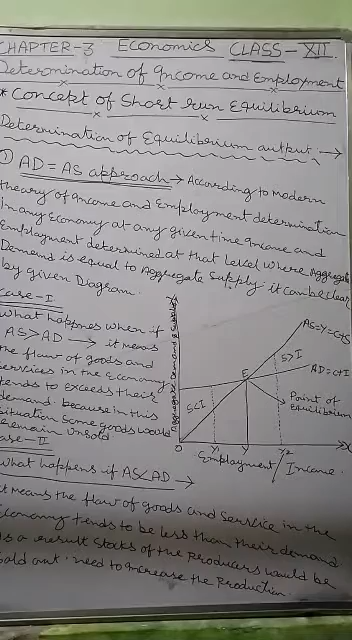 CHAPTER-3 Economics CLASS-XII.
Determination of Income and Employment
* Concept of Short run Equilibrium
Determination of Equilibrium output →
① AD = AS approach → According to Modern
theory of Income and Employment determination
in any Economy at any given time Income and
Employment determined at that Level where Aggregate
Demand is equal to Aggregate Supply. it can be clear
by given Diagram.
Case-I
What happnes when if
AS>AD → it means
the flow of goods and
services in the Economy
tends to exceeds their
demand. because in this
situation some goods would
remain unsold.
Aggregate Demand & Supply
AS=Y=C+S
S>I
AD=C+I
E
S<I
Point of
Equilibrium
O Y1 Y Y2 X
Employment/Income
Case-II
What happens if AS<AD →
it means the flow of goods and Service in the
Economy tends to be less than their demand
As a result stocks of the Producers would be
sold out. need to increase the Production.